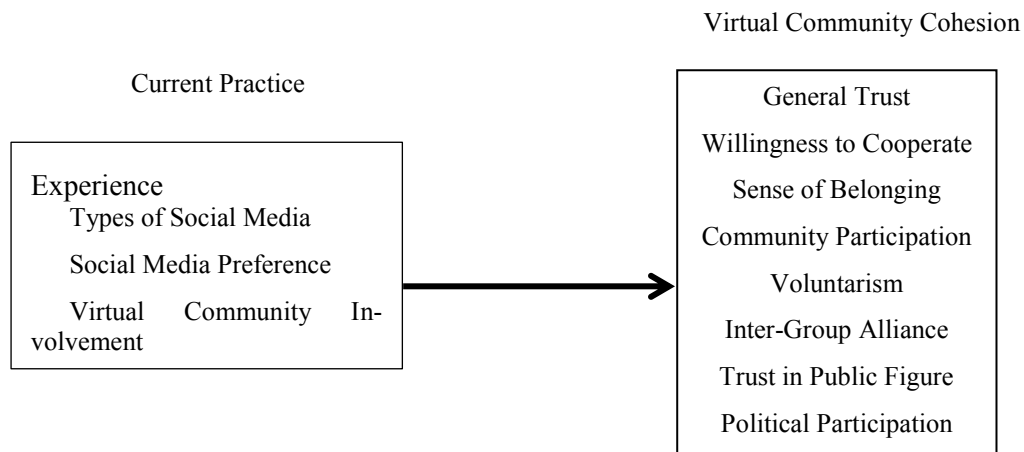 Virtual Community Cohesion
Current Practice
Experience
Types of Social Media
Social Media Preference
Virtual Community In-
volvement
General Trust
Willingness to Cooperate
Sense of Belonging
Community Participation
Voluntarism
Inter-Group Alliance
Trust in Public Figure
Political Participation